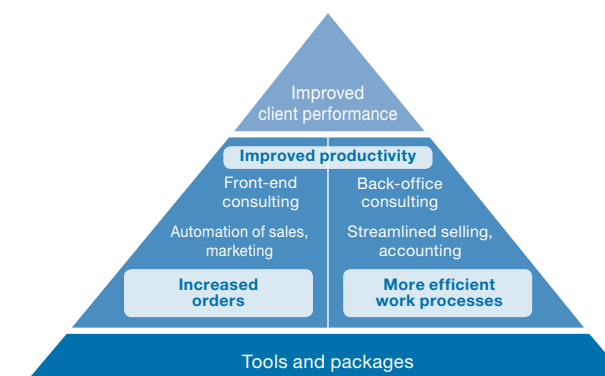 Improved
client performance
Improved productivity
Front-end
consulting
Back-office
consulting
Automation of sales,
marketing
Streamlined selling,
accounting
Increased
orders
More efficient
work processes
Tools and packages